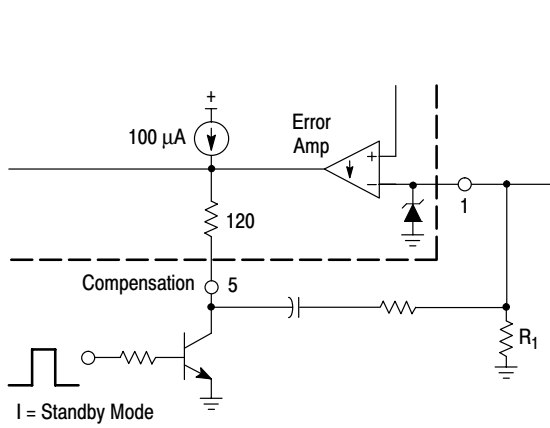 +
100 μA
Error
Amp
+
−
1
120
Compensation
5
R1
I = Standby Mode